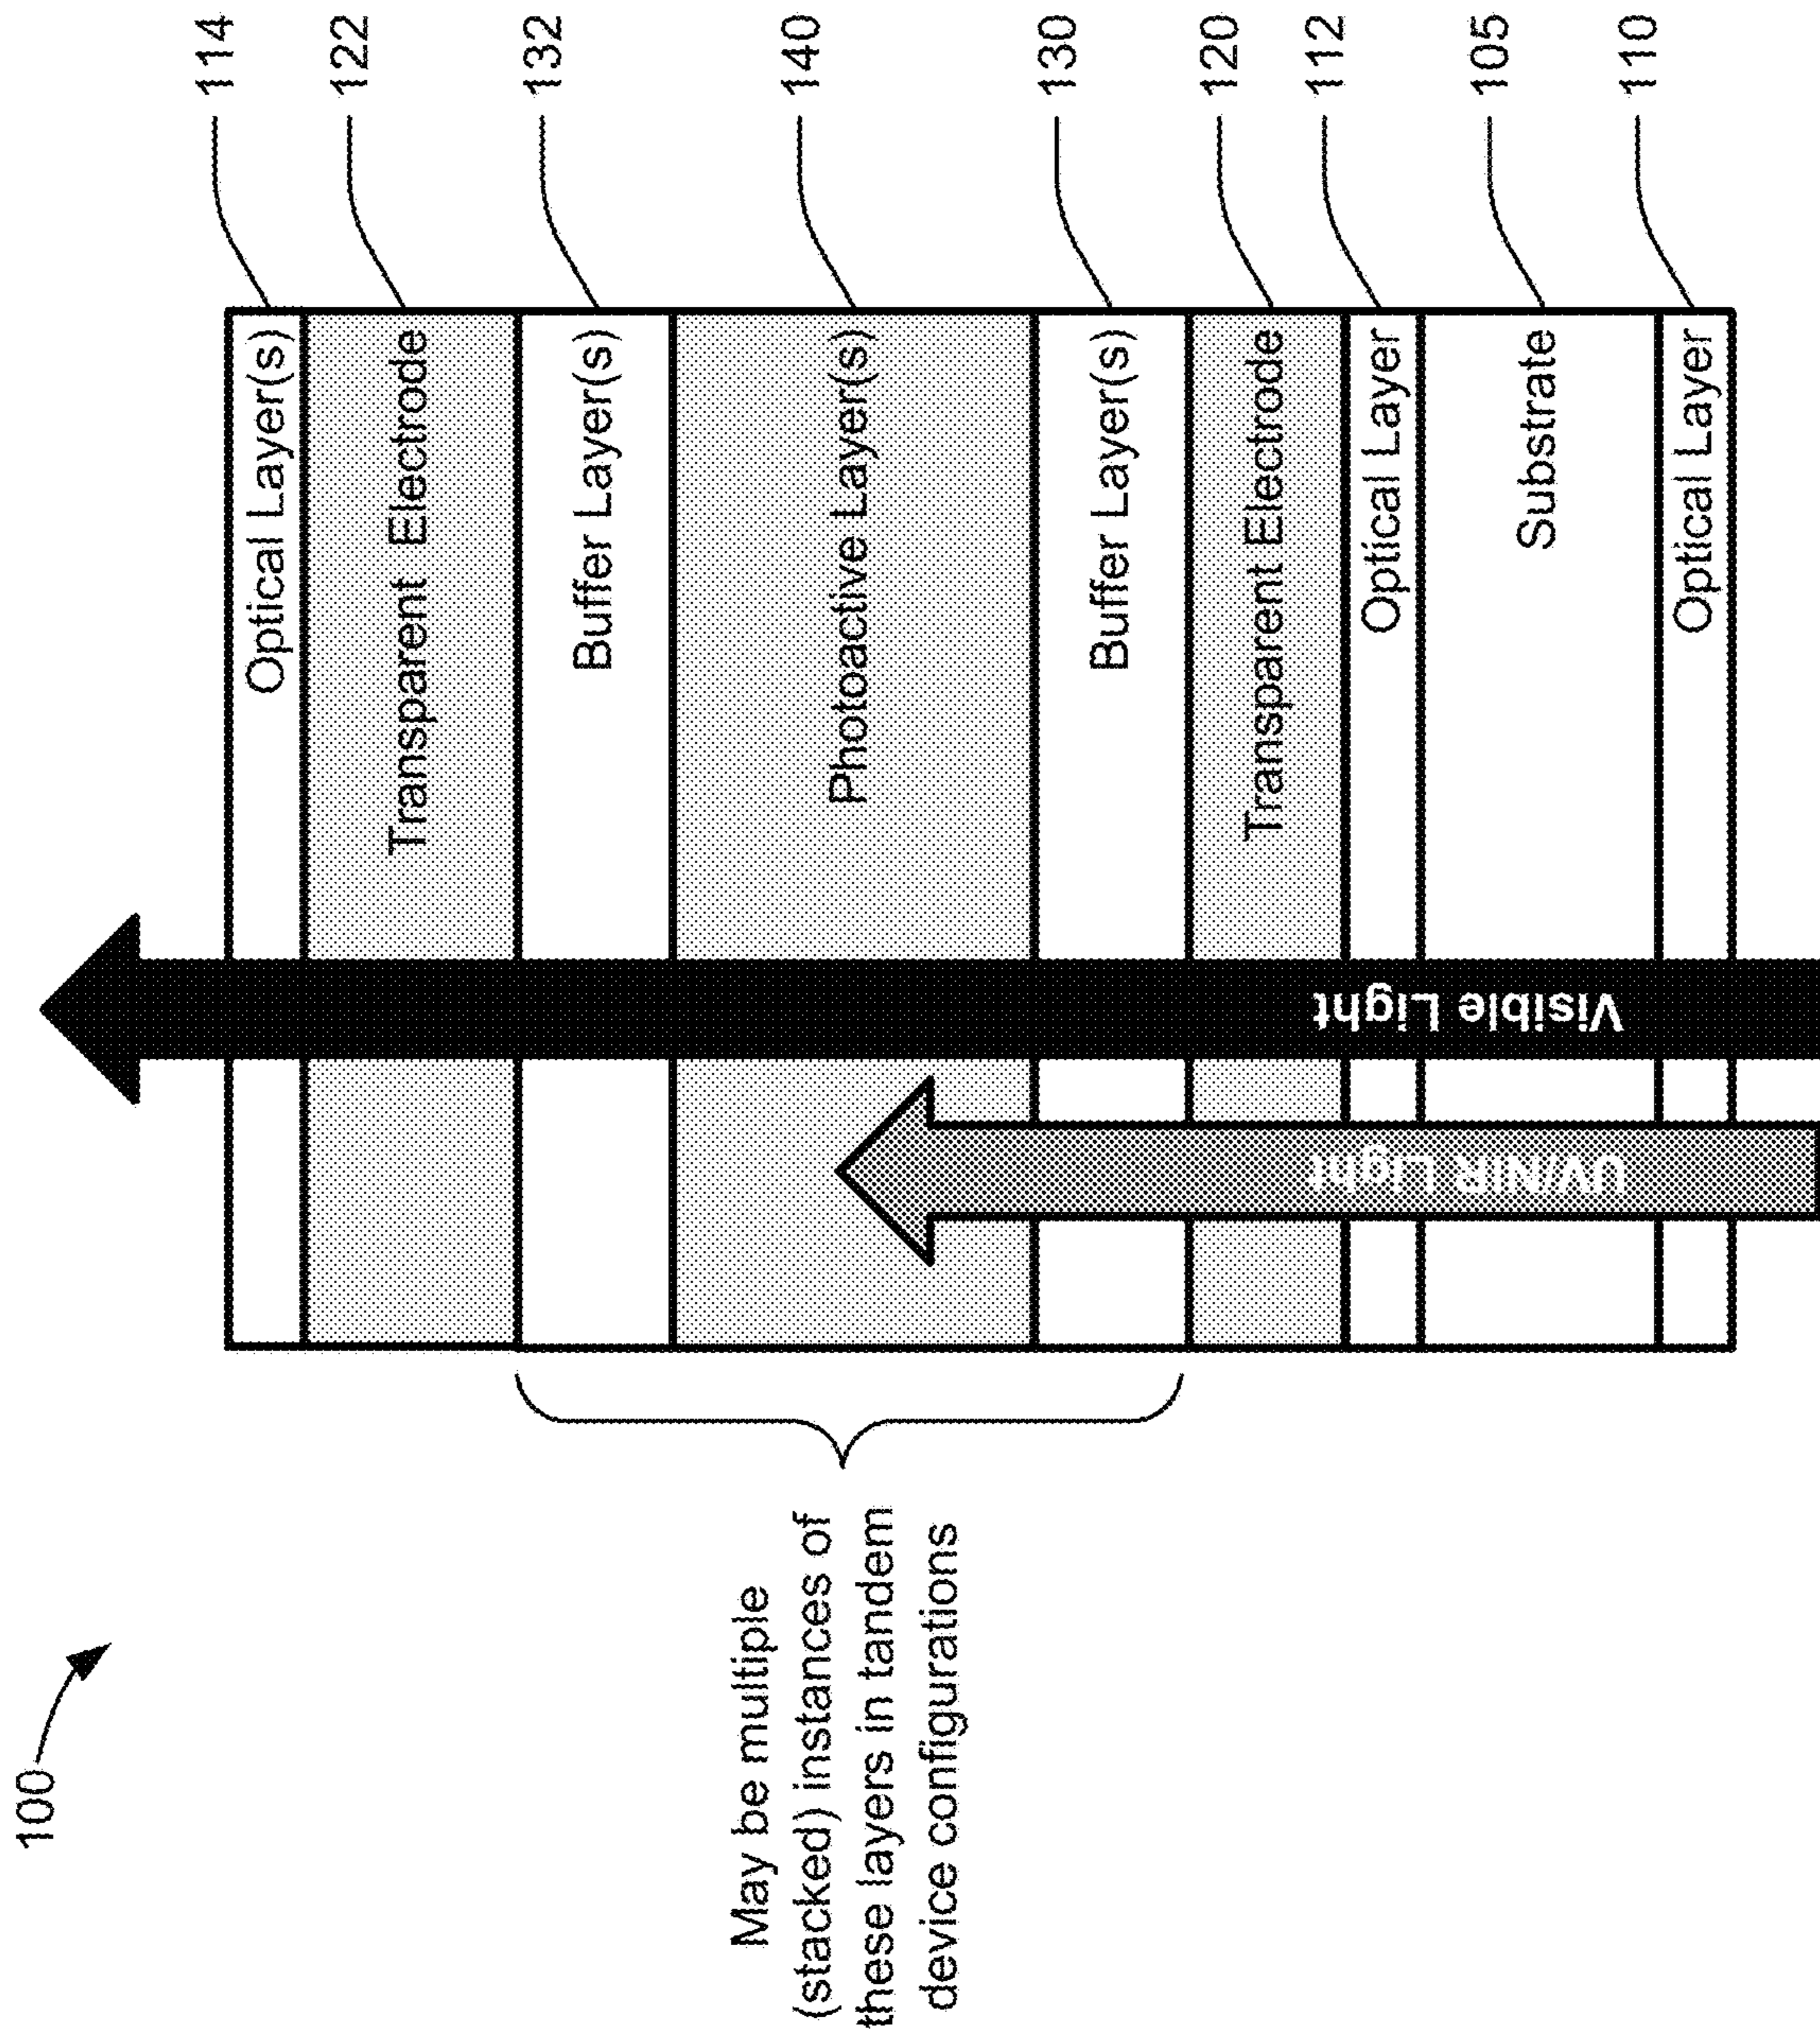 100
114
Optical Layer(s)
122
Transparent Electrode
132
Buffer Layer(s)
140
Photoactive Layer(s)
130
Buffer Layer(s)
120
Transparent Electrode
112
Optical Layer
105
Substrate
110
Optical Layer
Visible Light
UV/NIR Light
May be multiple
(stacked) instances of
these layers in tandem
device configurations